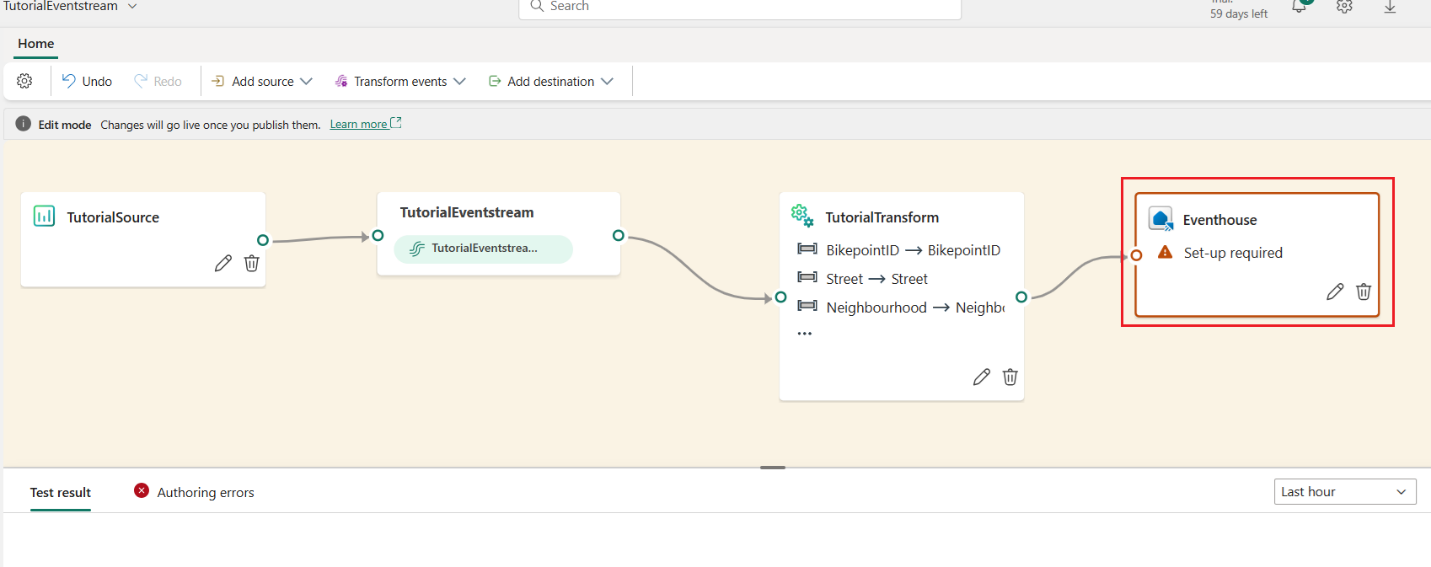 TutorialEventstream
Search
59 days left
Home
Undo
Redo
Add source
Transform events
Add destination
Edit mode Changes will go live once you publish them. Learn more
TutorialSource
TutorialEventstream
TutorialEventstrea...
TutorialTransform
BikepointID → BikepointID
Street → Street
Neighbourhood → Neighb
...
Eventhouse
Set-up required
Test result
Authoring errors
Last hour